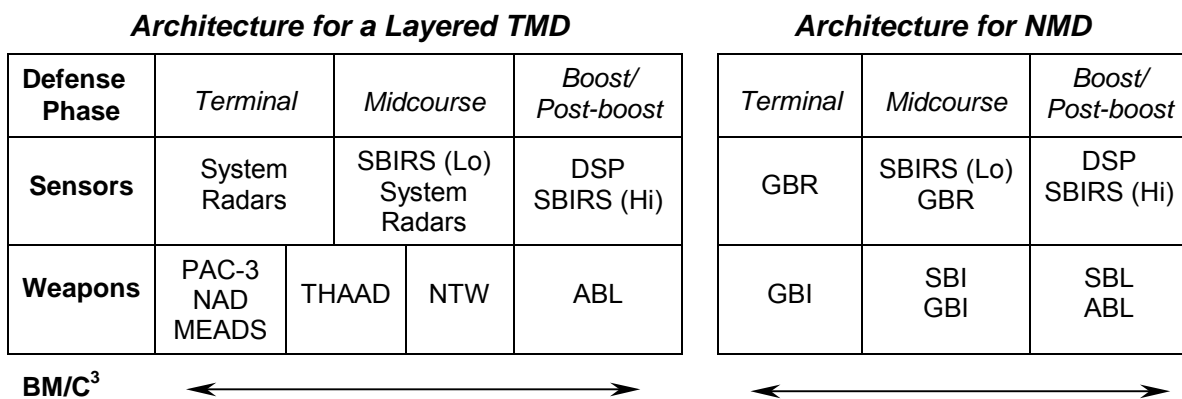 Architecture for a Layered TMD
Defense
Phase
Terminal
Midcourse
Boost/
Post-boost
Sensors
System
Radars
SBIRS (Lo)
System
Radars
DSP
SBIRS (Hi)
Weapons
PAC-3
NAD
MEADS
THAAD
NTW
ABL
BM/C³
Architecture for NMD
Terminal
Midcourse
Boost/
Post-boost
GBR
SBIRS (Lo)
GBR
DSP
SBIRS (Hi)
GBI
SBI
GBI
SBL
ABL